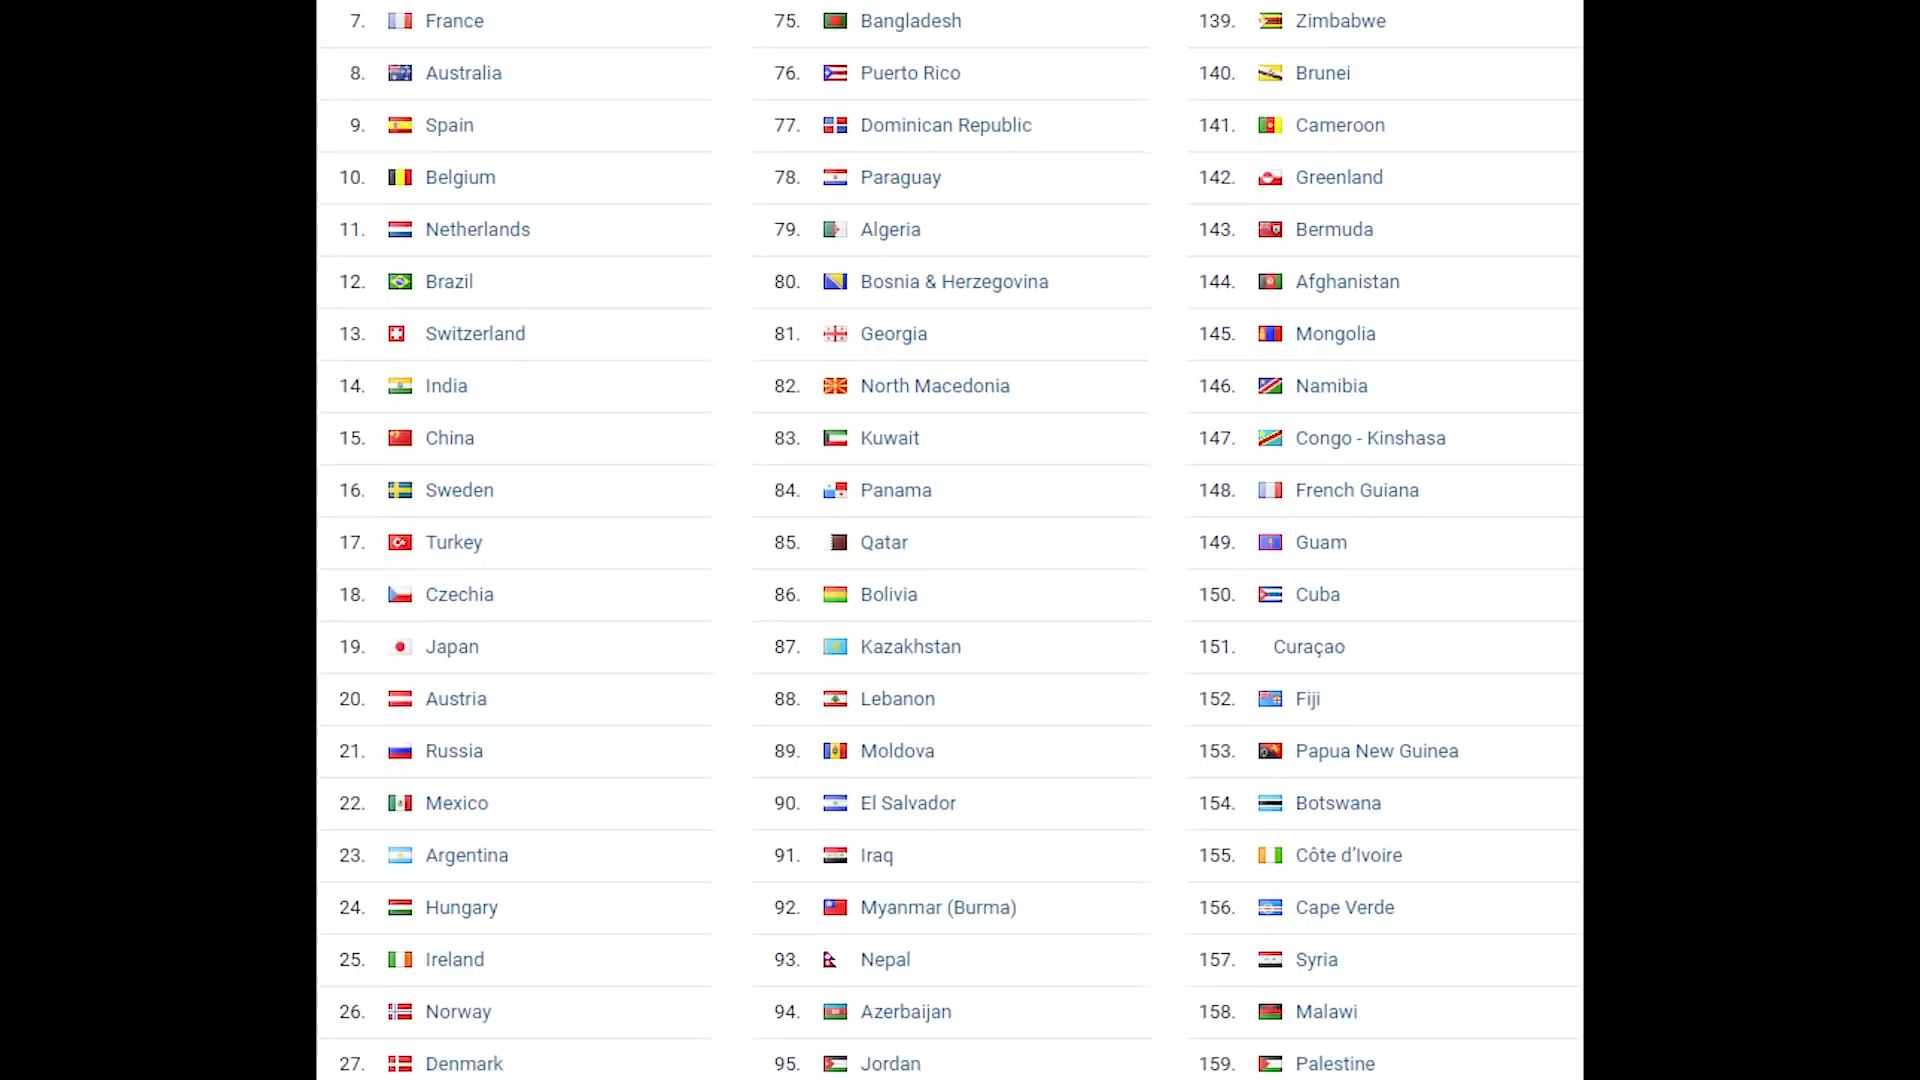 7. France
8. Australia
9. Spain
10. Belgium
11. Netherlands
12. Brazil
13. Switzerland
14. India
15. China
16. Sweden
17. Turkey
18. Czechia
19. Japan
20. Austria
21. Russia
22. Mexico
23. Argentina
24. Hungary
25. Ireland
26. Norway
27. Denmark
75. Bangladesh
76. Puerto Rico
77. Dominican Republic
78. Paraguay
79. Algeria
80. Bosnia & Herzegovina
81. Georgia
82. North Macedonia
83. Kuwait
84. Panama
85. Qatar
86. Bolivia
87. Kazakhstan
88. Lebanon
89. Moldova
90. El Salvador
91. Iraq
92. Myanmar (Burma)
93. Nepal
94. Azerbaijan
95. Jordan
139. Zimbabwe
140. Brunei
141. Cameroon
142. Greenland
143. Bermuda
144. Afghanistan
145. Mongolia
146. Namibia
147. Congo - Kinshasa
148. French Guiana
149. Guam
150. Cuba
151. Curaçao
152. Fiji
153. Papua New Guinea
154. Botswana
155. Côte d’Ivoire
156. Cape Verde
157. Syria
158. Malawi
159. Palestine